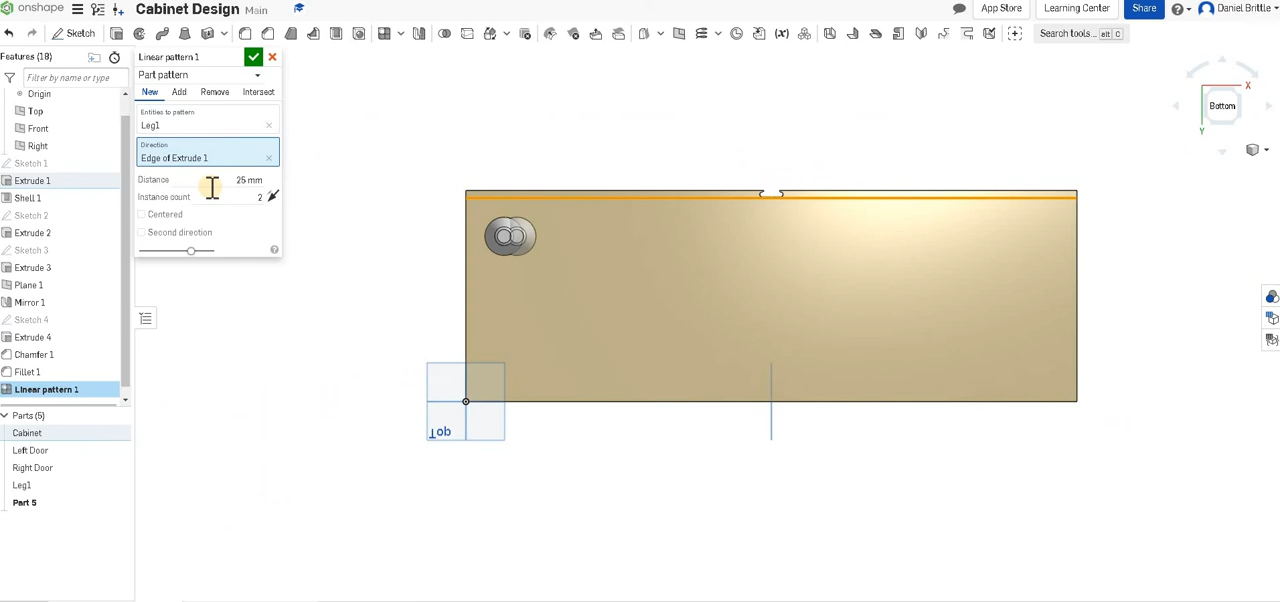 onshape Cabinet Design Main App Store Learning Center Share Daniel Brittle
Sketch (x) Search tools... alt C
Features (18)
Filter by name or type
Origin
Top
Front
Right
Sketch 1
Extrude 1
Shell 1
Sketch 2
Extrude 2
Sketch 3
Extrude 3
Plane 1
Mirror 1
Sketch 4
Extrude 4
Chamfer 1
Fillet 1
Linear pattern 1
Parts (5)
Cabinet
Left Door
Right Door
Leg1
Part 5
Linear pattern 1
Part pattern
New Add Remove Intersect
Entities to pattern
Leg1
Direction
Edge of Extrude 1
Distance 25 mm
Instance count 2
Centered
Second direction
Top
X
Bottom
Y